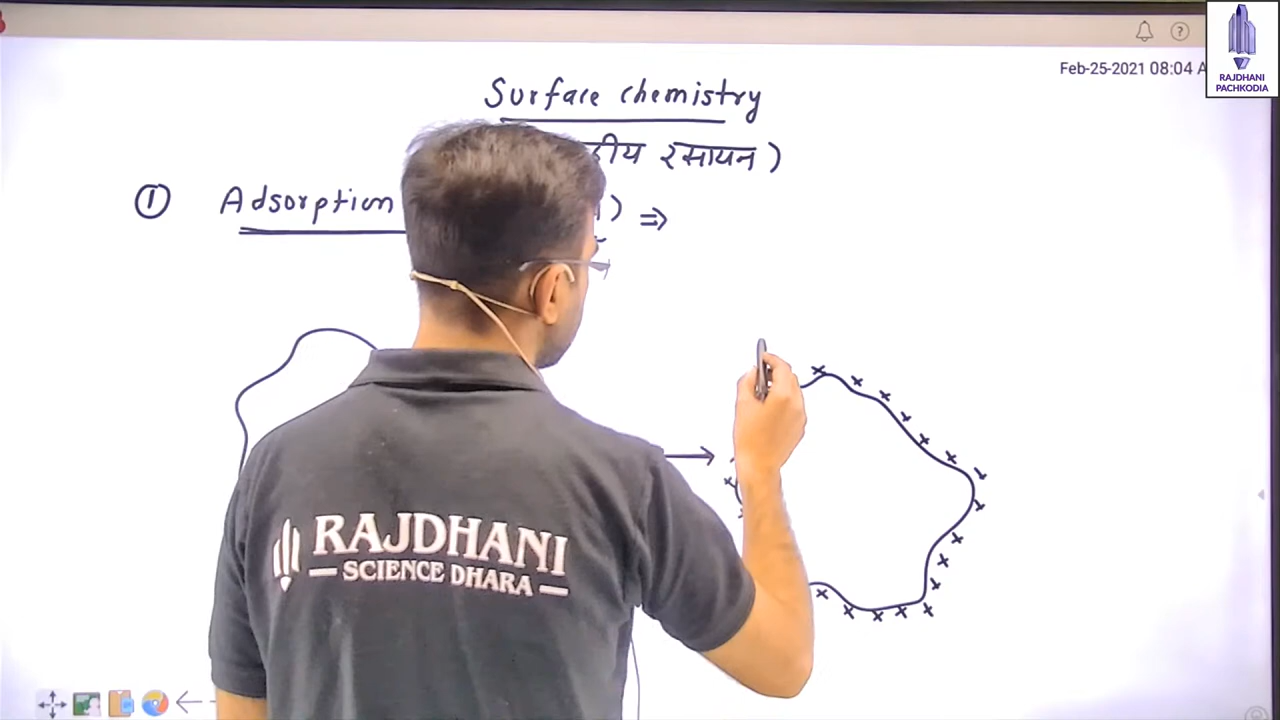 Feb-25-2021 08:04 A
RAJDHANI
PACHKODIA
Surface chemistry
रसायन )
① Adsorption ) ⇒
RAJDHANI
— SCIENCE DHARA —